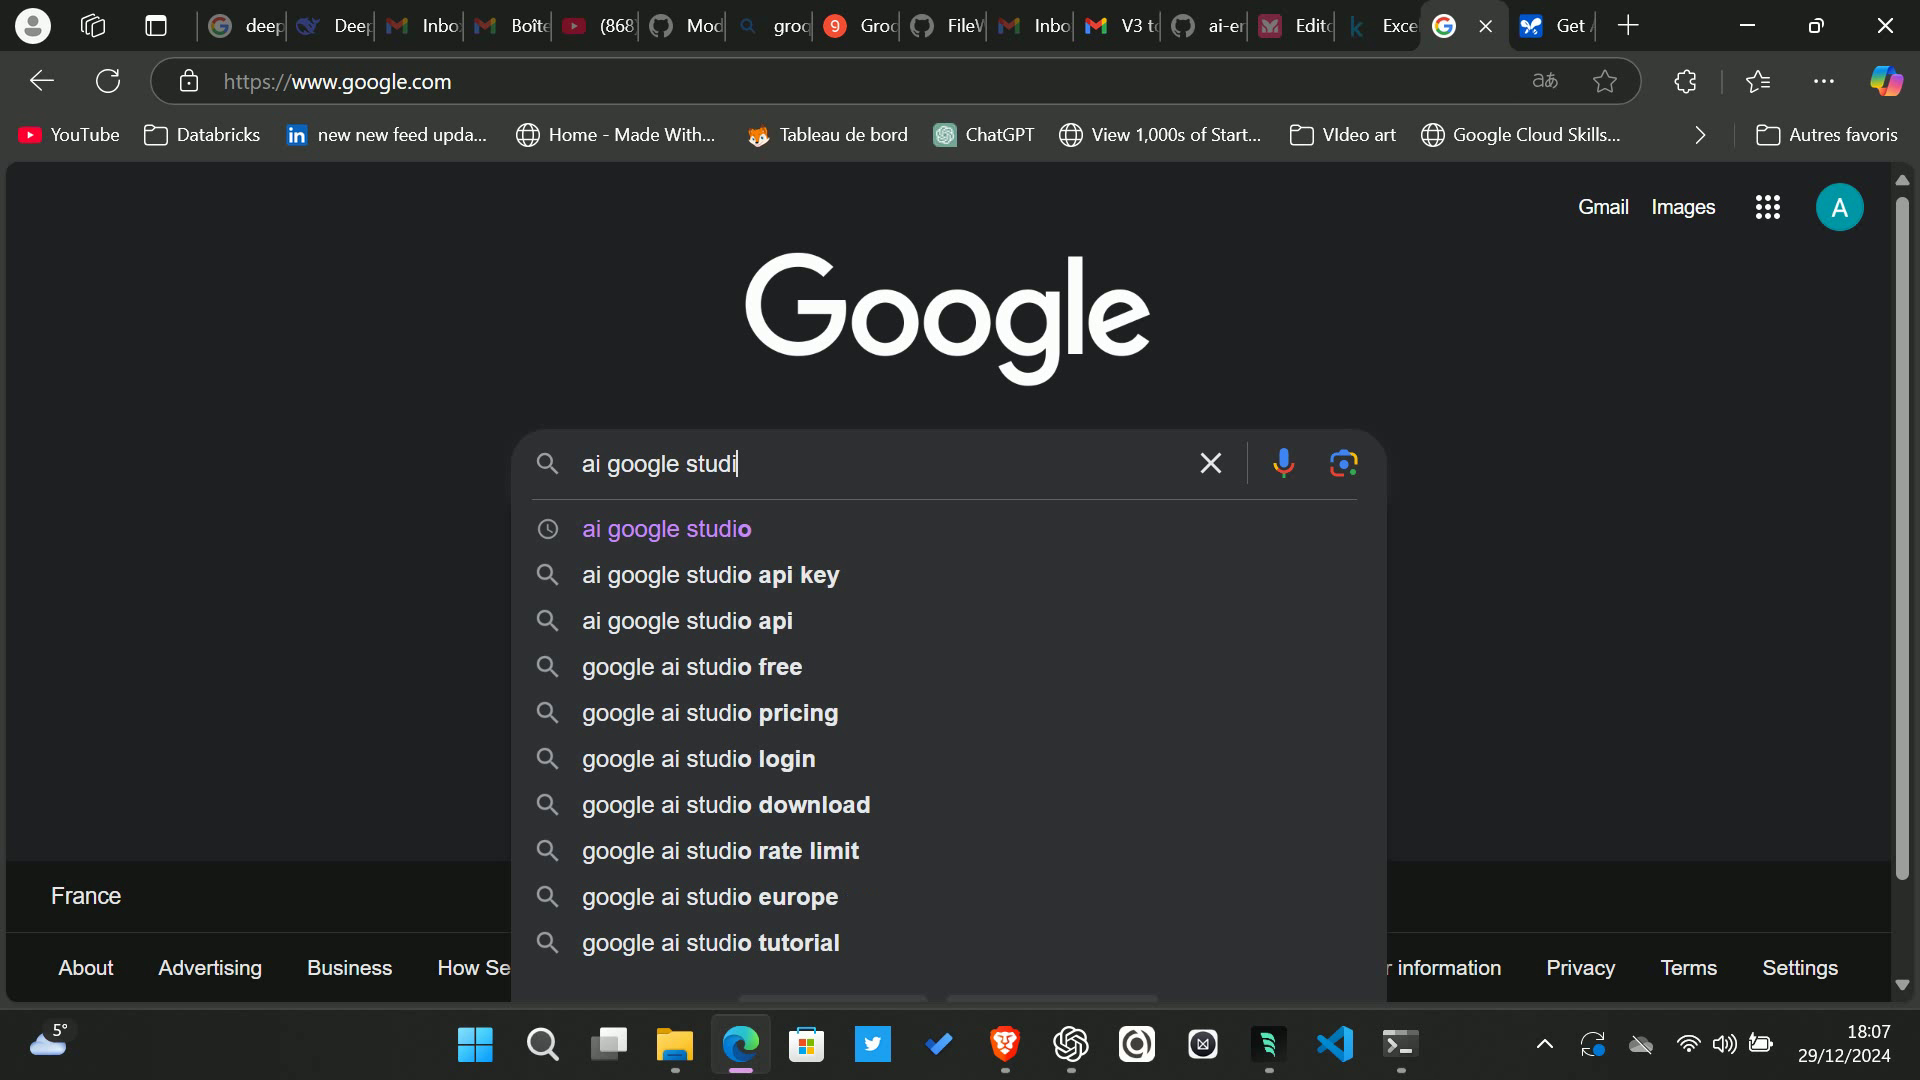 deep Deep Inbo Boîte (868 Mod groq Groq FileV Inbo V3 to ai-er Edito Exce Get
https://www.google.com
YouTube Databricks new new feed upda... Home - Made With... Tableau de bord ChatGPT View 1,000s of Start... VIdeo art Google Cloud Skills... Autres favoris
Gmail Images A
Google
ai google studi
ai google studio
ai google studio api key
ai google studio api
google ai studio free
google ai studio pricing
google ai studio login
google ai studio download
google ai studio rate limit
google ai studio europe
google ai studio tutorial
France
About Advertising Business How Se r information Privacy Terms Settings
5°
18:07
29/12/2024